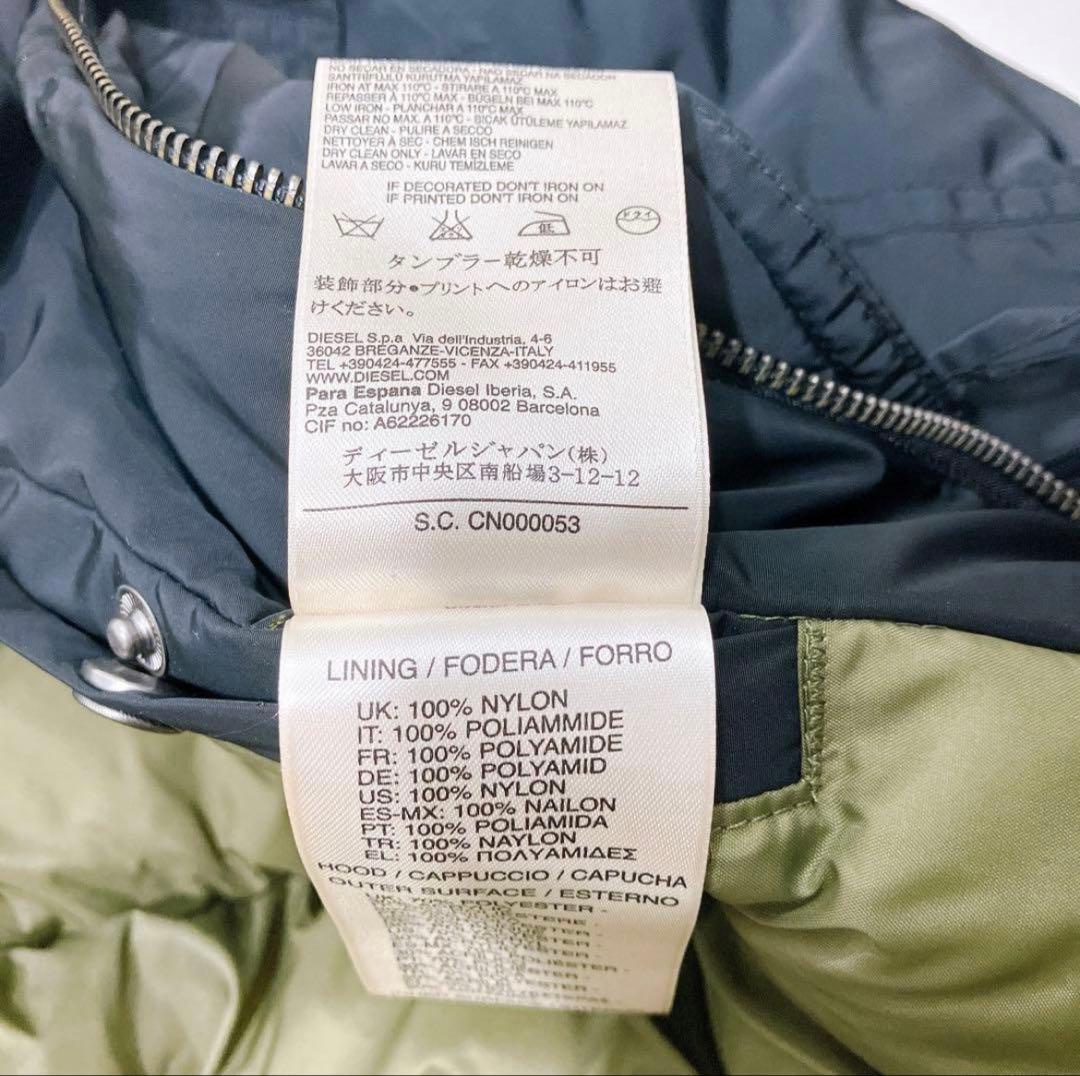 NO SECAR EN SECADORA - NAO SECAR NO SECADOR
SANTRIFUJLU KURUTMA YAPILAMAZ
IRON AT MAX 110°C - STIRARE A 110°C MAX
REPASSER À 110°C MAX - BÜGELN BEI MAX 110°C
LOW IRON - PLANCHAR A 110°C MAX
PASSAR NO MAX.A 110°C - SICAK ÜTÜLEME YAPILAMAZ
DRY CLEAN - PULIRE A SECCO
NETTOYER À SEC - CHEM ISCH REINIGEN
DRY CLEAN ONLY - LAVAR EN SECO
LAVAR A SECO - KURU TEMIZLEME
IF DECORATED DON'T IRON ON
IF PRINTED DON'T IRON ON
低 ドライ
タンブラー乾燥不可
装飾部分●プリントへのアイロンはお避
けください。
DIESEL S.p.a Via dell'Industria, 4-6
36042 BREGANZE-VICENZA-ITALY
TEL +390424-477555 - FAX +390424-411955
WWW.DIESEL.COM
Para Espana Diesel Iberia, S.A.
Pza Catalunya, 9 08002 Barcelona
CIF no: A62226170
ディーゼルジャパン(株)
大阪市中央区南船場3-12-12
S.C. CN000053
LINING / FODERA / FORRO
UK: 100% NYLON
IT: 100% POLIAMMIDE
FR: 100% POLYAMIDE
DE: 100% POLYAMID
US: 100% NYLON
ES-MX: 100% NAILON
PT: 100% POLIAMIDA
TR: 100% NAYLON
EL: 100% ΠΟΛΥΑΜΙΔΕΣ
HOOD / CAPPUCCIO / CAPUCHA
OUTER SURFACE / ESTERNO